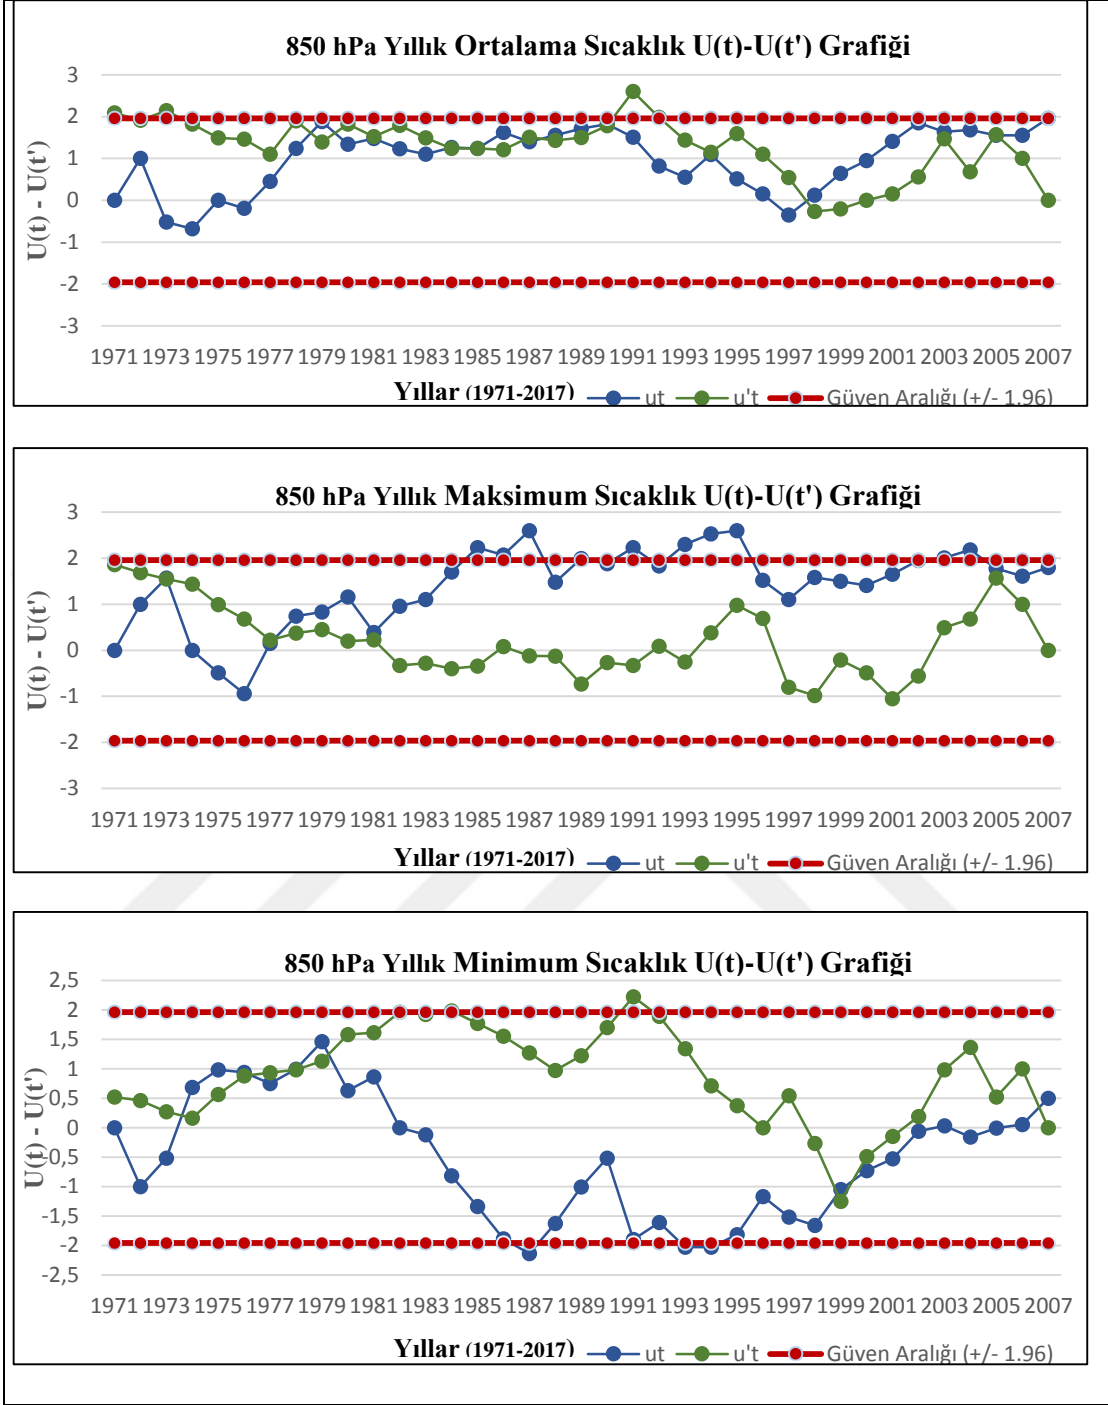 850 hPa Yıllık Ortalama Sıcaklık U(t)-U(t') Grafiği
U(t) - U(t')
3
2
1
0
-1
-2
-3
1971 1973 1975 1977 1979 1981 1983 1985 1987 1989 1991 1993 1995 1997 1999 2001 2003 2005 2007
Yıllar (1971-2017) ut u't Güven Aralığı (+/- 1.96)
850 hPa Yıllık Maksimum Sıcaklık U(t)-U(t') Grafiği
U(t) - U(t')
3
2
1
0
-1
-2
-3
1971 1973 1975 1977 1979 1981 1983 1985 1987 1989 1991 1993 1995 1997 1999 2001 2003 2005 2007
Yıllar (1971-2017) ut u't Güven Aralığı (+/- 1.96)
850 hPa Yıllık Minimum Sıcaklık U(t)-U(t') Grafiği
U(t) - U(t')
2,5
2
1,5
1
0,5
0
-0,5
-1
-1,5
-2
-2,5
1971 1973 1975 1977 1979 1981 1983 1985 1987 1989 1991 1993 1995 1997 1999 2001 2003 2005 2007
Yıllar (1971-2017) ut u't Güven Aralığı (+/- 1.96)